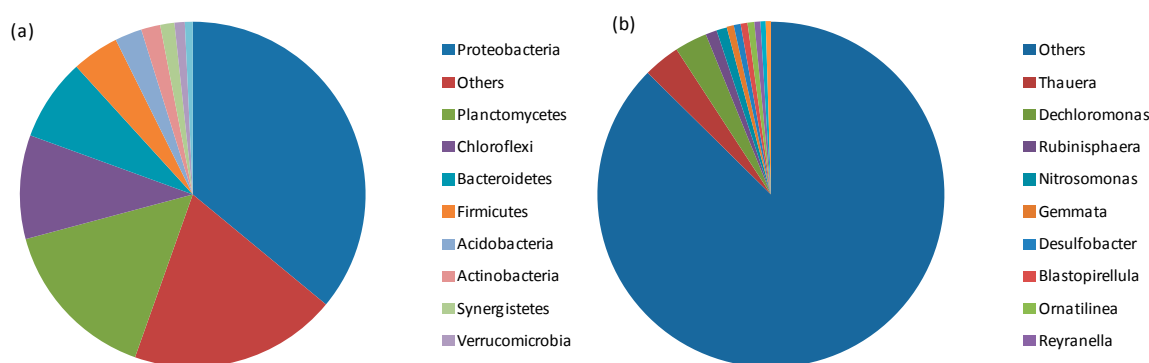 (a)
Proteobacteria
Others
Planctomycetes
Chloroflexi
Bacteroidetes
Firmicutes
Acidobacteria
Actinobacteria
Synergistetes
Verrucomicrobia
(b)
Others
Thauera
Dechloromonas
Rubinisphaera
Nitrosomonas
Gemmata
Desulfobacter
Blastopirellula
Ornatilinea
Reyranella